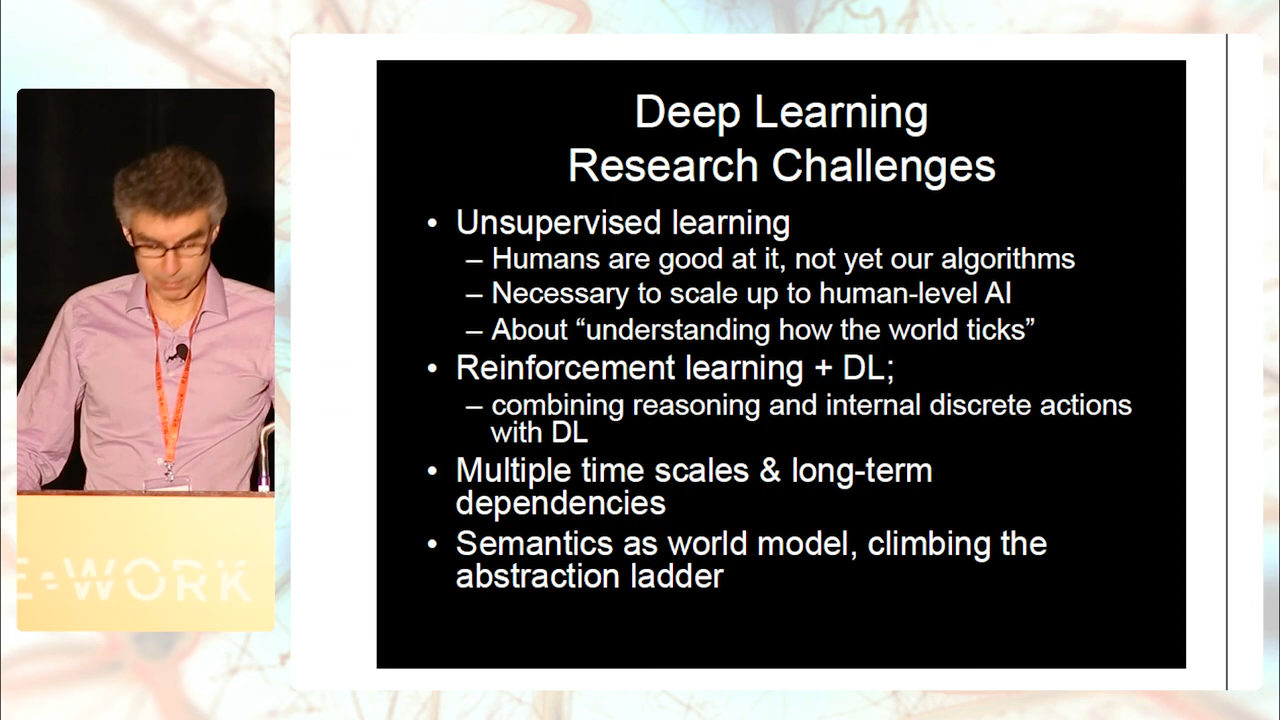 Deep Learning
Research Challenges
• Unsupervised learning
– Humans are good at it, not yet our algorithms
– Necessary to scale up to human-level AI
– About “understanding how the world ticks”
• Reinforcement learning + DL;
– combining reasoning and internal discrete actions
with DL
• Multiple time scales & long-term
dependencies
• Semantics as world model, climbing the
abstraction ladder
E•WORK